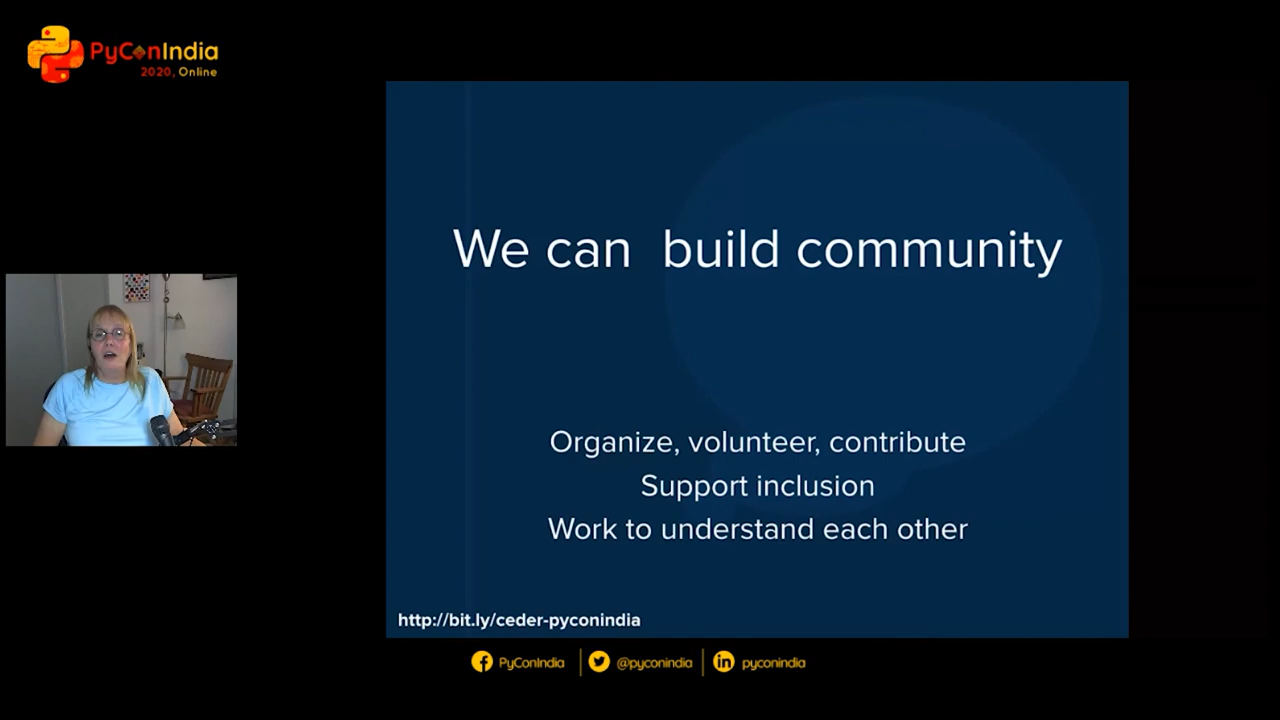 PyConIndia
2020, Online
We can  build community
Organize, volunteer, contribute
Support inclusion
Work to understand each other
http://bit.ly/ceder-pyconindia
PyConIndia
@pyconindia
pyconindia